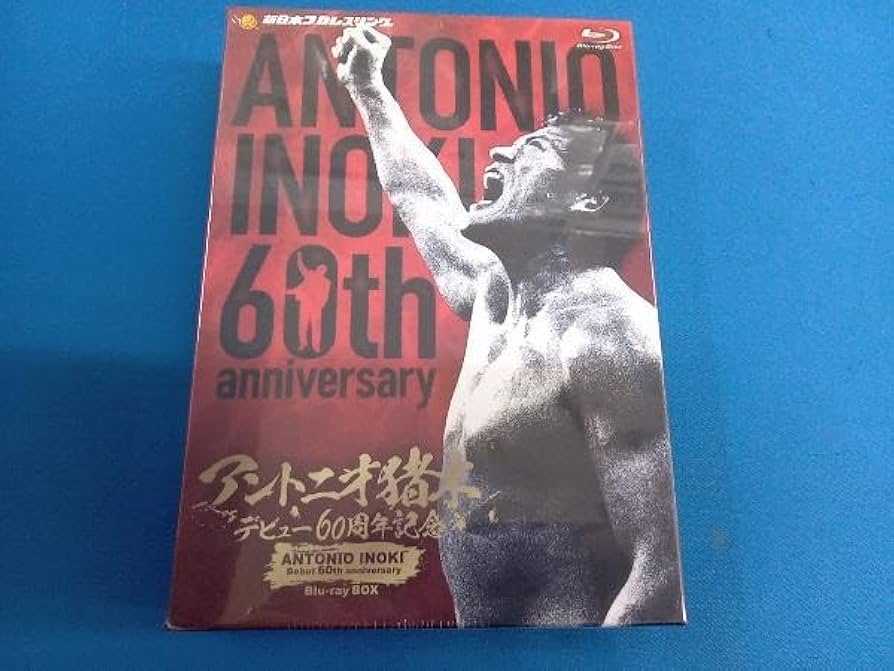 新日本プロレスリング
Blu-ray Disc
ANTONIO
INOKI
60th
anniversary
アントニオ猪木
デビュー60周年記念
ANTONIO INOKI
Debut 60th anniversary
Blu-ray BOX